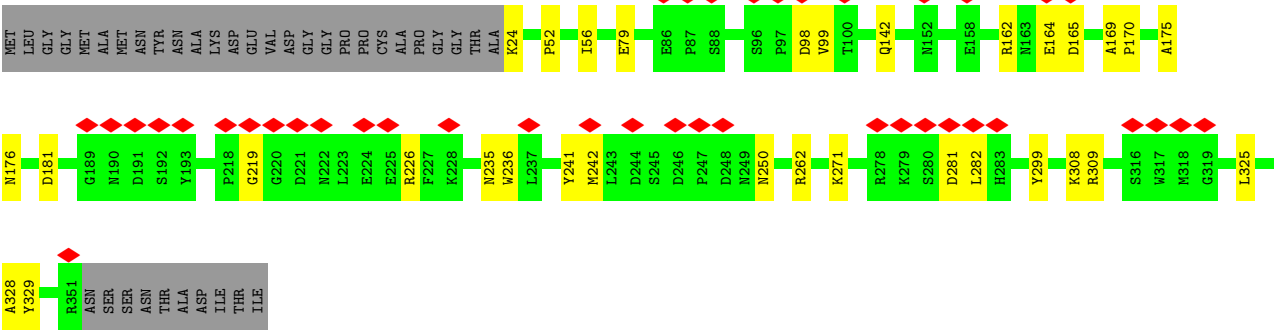 MET LEU GLY GLY MET ALA MET ASN TYR ASN ALA LYS ASP GLU VAL ASP GLY GLY PRO PRO CYS ALA PRO GLY GLY THR ALA K24 P52 I56 E79 E86 P87 S88 S96 P97 D98 V99 T100 Q142 N152 E158 R162 N163 E164 D165 A169 P170 A175
N176 D181 G189 N190 D191 S192 Y193 P218 G219 G220 D221 N222 L223 E224 E225 R226 F227 K228 N235 W236 L237 Y241 M242 L243 D244 S245 D246 P247 D248 N249 N250 R262 K271 R278 K279 S280 D281 L282 H283 Y299 K308 R309 S316 W317 M318 G319 L325
A328 Y329 R351 ASN SER SER ASN THR ALA ASP ILE THR ILE